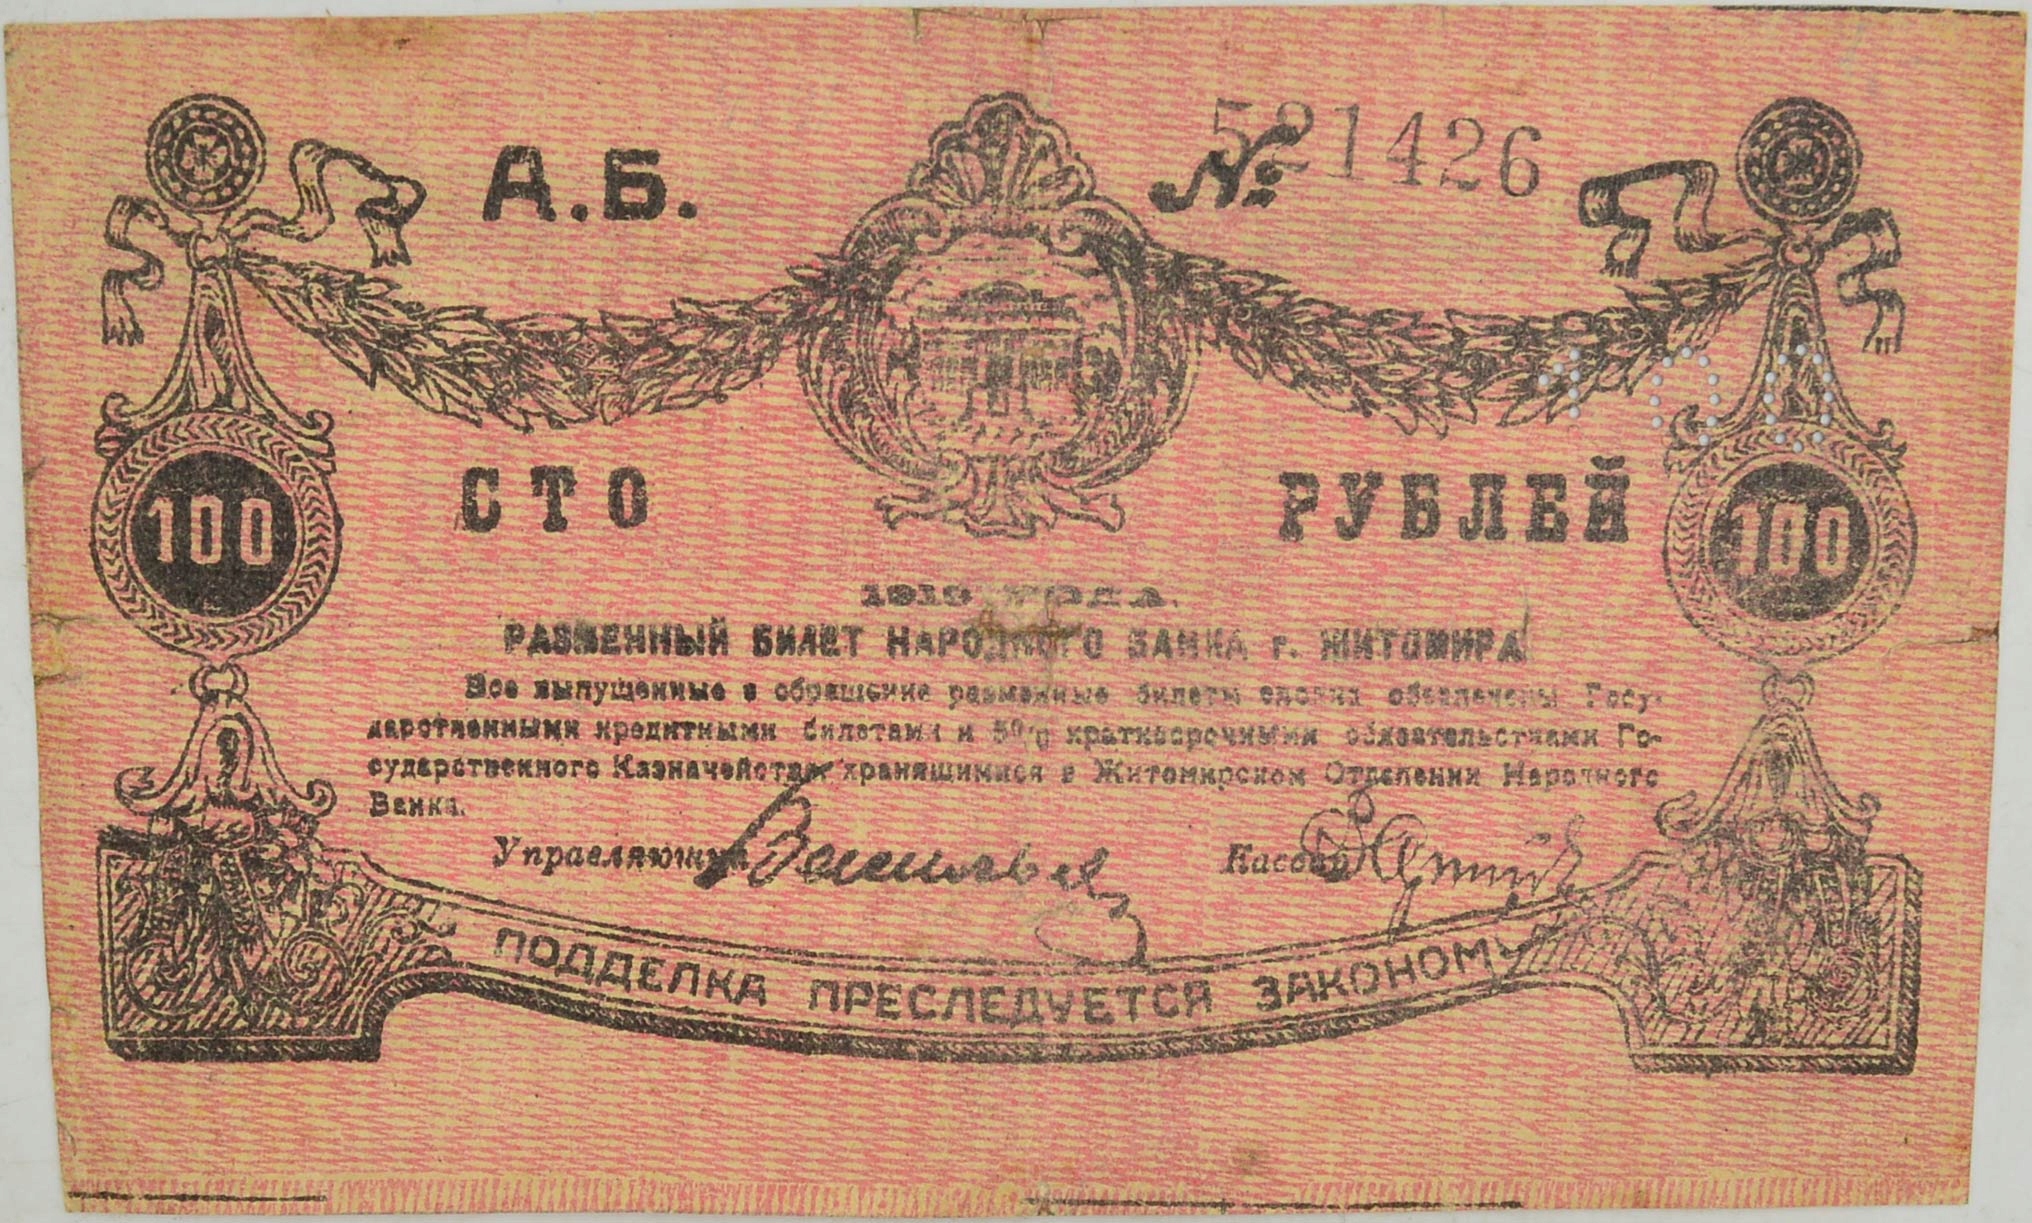 А.Б. № 521426
100
СТО РУБЛЕЙ
100
100
1919 года.
РАЗМЕННЫЙ БИЛЕТ НАРОДНОГО БАНКА г. ЖИТОМИРА
Все выпущенные в обращение разменные билеты сполна обеспечены Госу-
дарственными кредитными билетами и 5% краткосрочными обязательствами Го-
сударственного Казначейства хранящимися в Житомирском Отделении Народного
Банка.
Управляющий Кассир
ПОДДЕЛКА ПРЕСЛЕДУЕТСЯ ЗАКОНОМ